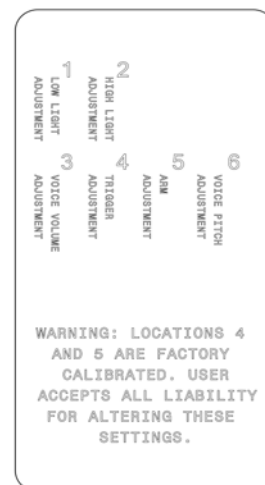 1
LOW LIGHT
ADJUSTMENT
2
HIGH LIGHT
ADJUSTMENT
3
VOICE VOLUME
ADJUSTMENT
4
TRIGGER
ADJUSTMENT
5
ARM
ADJUSTMENT
6
VOICE PITCH
ADJUSTMENT
WARNING: LOCATIONS 4
AND 5 ARE FACTORY
CALIBRATED. USER
ACCEPTS ALL LIABILITY
FOR ALTERING THESE
SETTINGS.